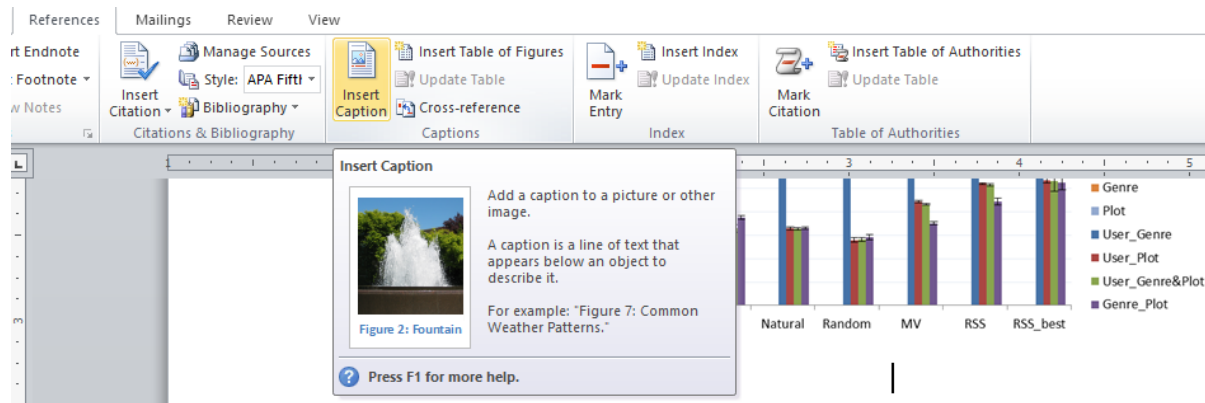 References Mailings Review View
rt Endnote
Manage Sources
Insert Table of Figures
Insert Index
Insert Table of Authorities
Footnote
Style: APA Fifth
Update Table
Update Index
Update Table
w Notes
Insert
Citation
Bibliography
Insert
Caption
Cross-reference
Mark
Entry
Mark
Citation
Citations & Bibliography
Captions
Index
Table of Authorities
L
1 3 4 5
3
Insert Caption
Add a caption to a picture or other
image.
A caption is a line of text that
appears below an object to
describe it.
For example: "Figure 7: Common
Weather Patterns."
Figure 2: Fountain
Press F1 for more help.
Genre
Plot
User_Genre
User_Plot
User_Genre&Plot
Genre_Plot
Natural Random MV RSS RSS_best